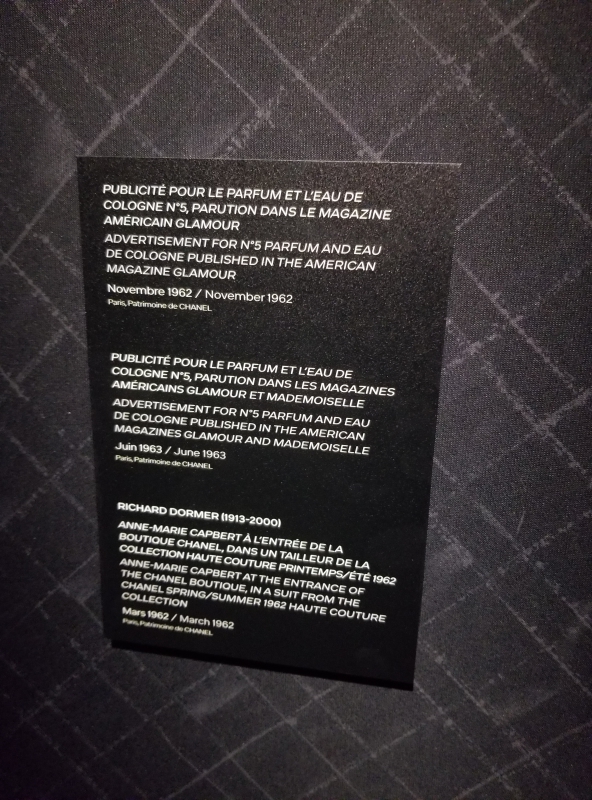 PUBLICITÉ POUR LE PARFUM ET L'EAU DE
COLOGNE N°5, PARUTION DANS LE MAGAZINE
AMÉRICAIN GLAMOUR
ADVERTISEMENT FOR N°5 PARFUM AND EAU
DE COLOGNE PUBLISHED IN THE AMERICAN
MAGAZINE GLAMOUR
Novembre 1962 / November 1962
Paris, Patrimoine de CHANEL
PUBLICITÉ POUR LE PARFUM ET L'EAU DE
COLOGNE N°5, PARUTION DANS LES MAGAZINES
AMÉRICAINS GLAMOUR ET MADEMOISELLE
ADVERTISEMENT FOR N°5 PARFUM AND EAU
DE COLOGNE PUBLISHED IN THE AMERICAN
MAGAZINES GLAMOUR AND MADEMOISELLE
Juin 1963 / June 1963
Paris, Patrimoine de CHANEL
RICHARD DORMER (1913-2000)
ANNE-MARIE CAPBERT À L'ENTRÉE DE LA
BOUTIQUE CHANEL, DANS UN TAILLEUR DE LA
COLLECTION HAUTE COUTURE PRINTEMPS/ÉTÉ 1962
ANNE-MARIE CAPBERT AT THE ENTRANCE OF
THE CHANEL BOUTIQUE, IN A SUIT FROM THE
CHANEL SPRING/SUMMER 1962 HAUTE COUTURE
COLLECTION
Mars 1962 / March 1962
Paris, Patrimoine de CHANEL